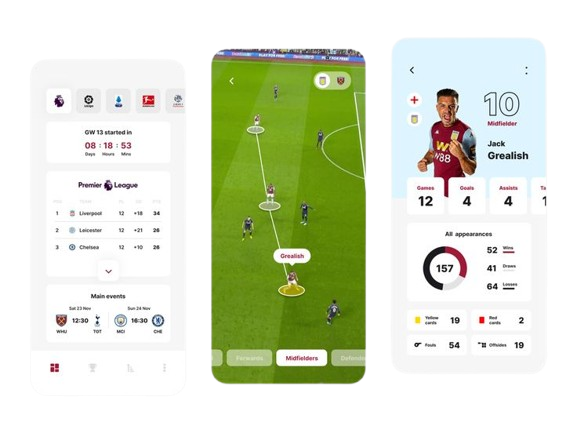 GW 13 started in
08 : 18 : 53
Days Hours Mins
Premier League
1 Liverpool 12 +18 34
2 Leicester 12 +21 26
3 Chelsea 12 +10 26
Main events
Sat 23 Nov Sun 24 Nov
12:30 16:30
WHU TOT MCI CHE
Grealish
Forwards Midfielders Defenders
10
Midfielder
Jack
Grealish
W88
Games Goals Assists
12 4 4
All appearances
157
52 Wins
41 Draws
64 Losses
Yellow cards 19
Red cards 2
Fouls 54
Offsides 19